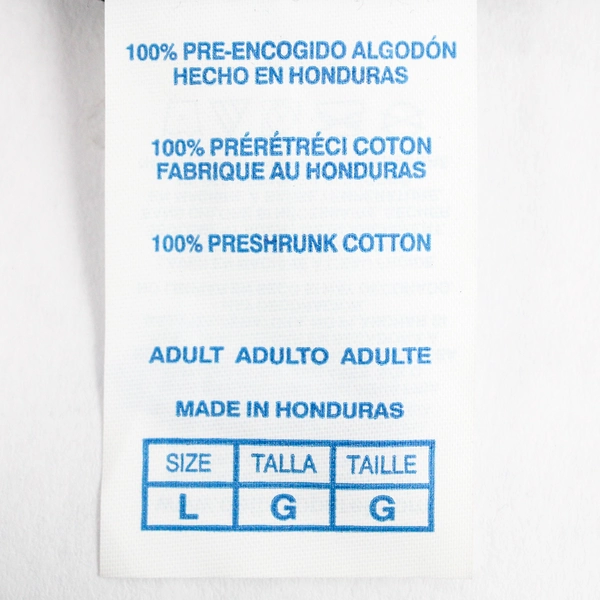 100% PRE-ENCOGIDO ALGODÓN
HECHO EN HONDURAS
100% PRÉRÉTRÉCI COTON
FABRIQUE AU HONDURAS
100% PRESHRUNK COTTON
ADULT ADULTO ADULTE
MADE IN HONDURAS
SIZE TALLA TAILLE
L G G